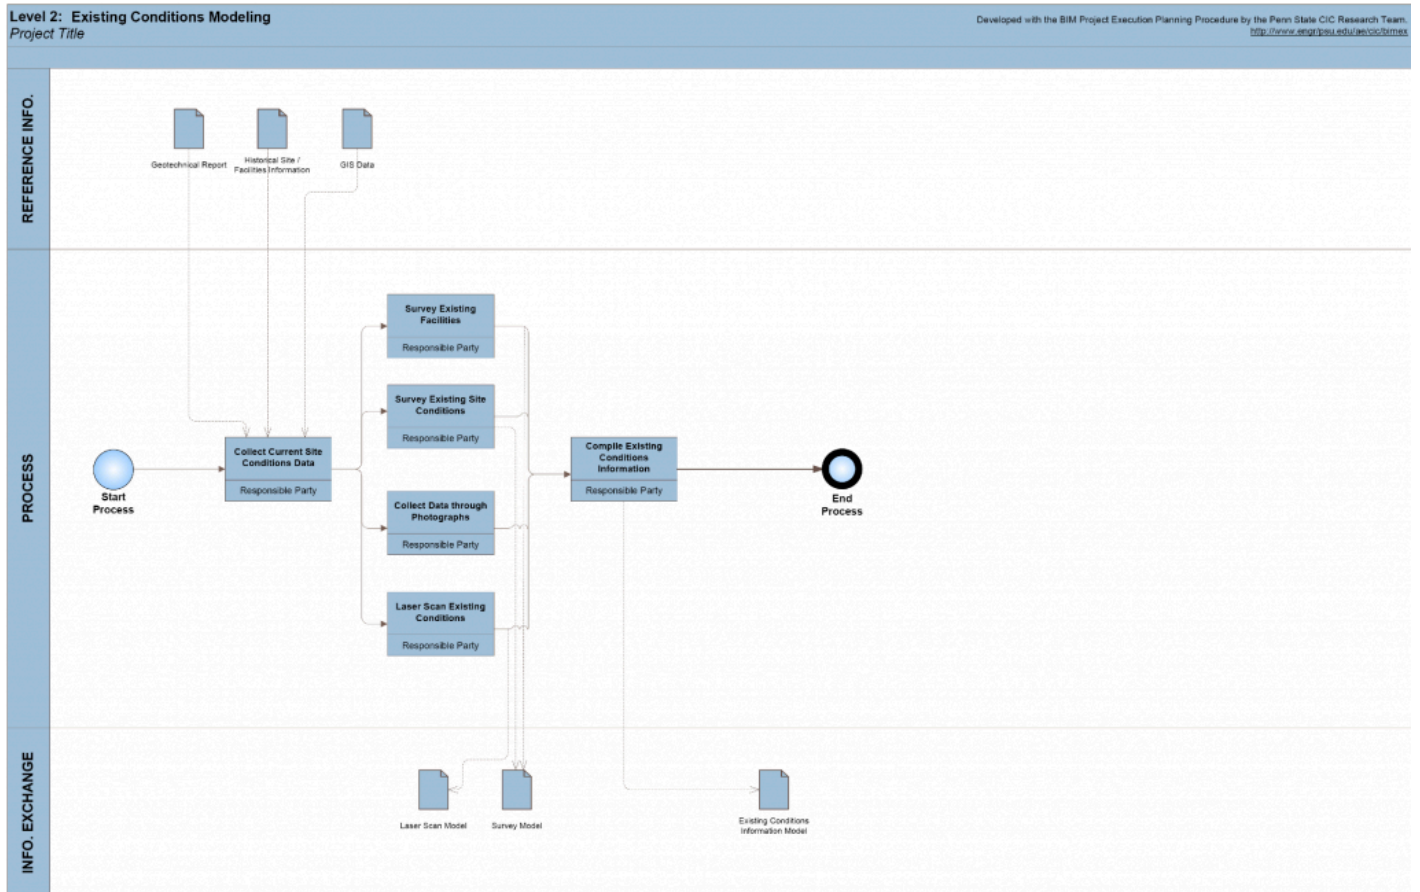 Level 2: Existing Conditions Modeling
Project Title
Developed with the BIM Project Execution Planning Procedure by the Penn State CIC Research Team.
http://www.engr/psu.edu/ae/cic/bimex
REFERENCE INFO.
Geotechnical Report
Historical Site /
Facilities Information
GIS Data
PROCESS
Start
Process
Collect Current Site
Conditions Data
Responsible Party
Survey Existing
Facilities
Responsible Party
Survey Existing Site
Conditions
Responsible Party
Collect Data through
Photographs
Responsible Party
Laser Scan Existing
Conditions
Responsible Party
Compile Existing
Conditions
Information
Responsible Party
End
Process
INFO. EXCHANGE
Laser Scan Model
Survey Model
Existing Conditions
Information Model